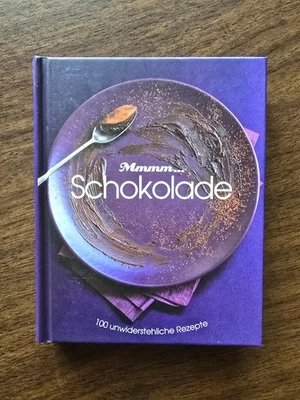 Mmmm...
Schokolade
100 unwiderstehliche Rezepte